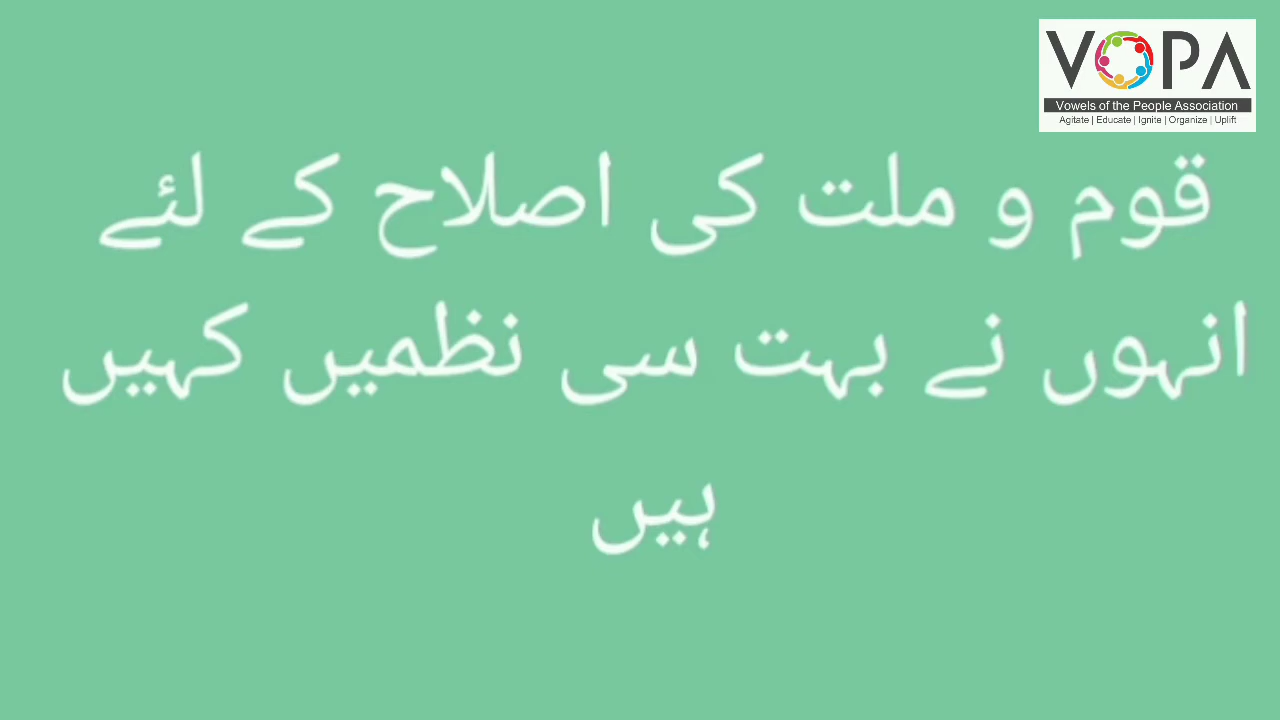 VOPA
Vowels of the People Association
Agitate | Educate | Ignite | Organize | Uplift
قوم و ملت کی اصلاح کے لئے
انہوں نے بہت سی نظمیں کہیں
ہیں